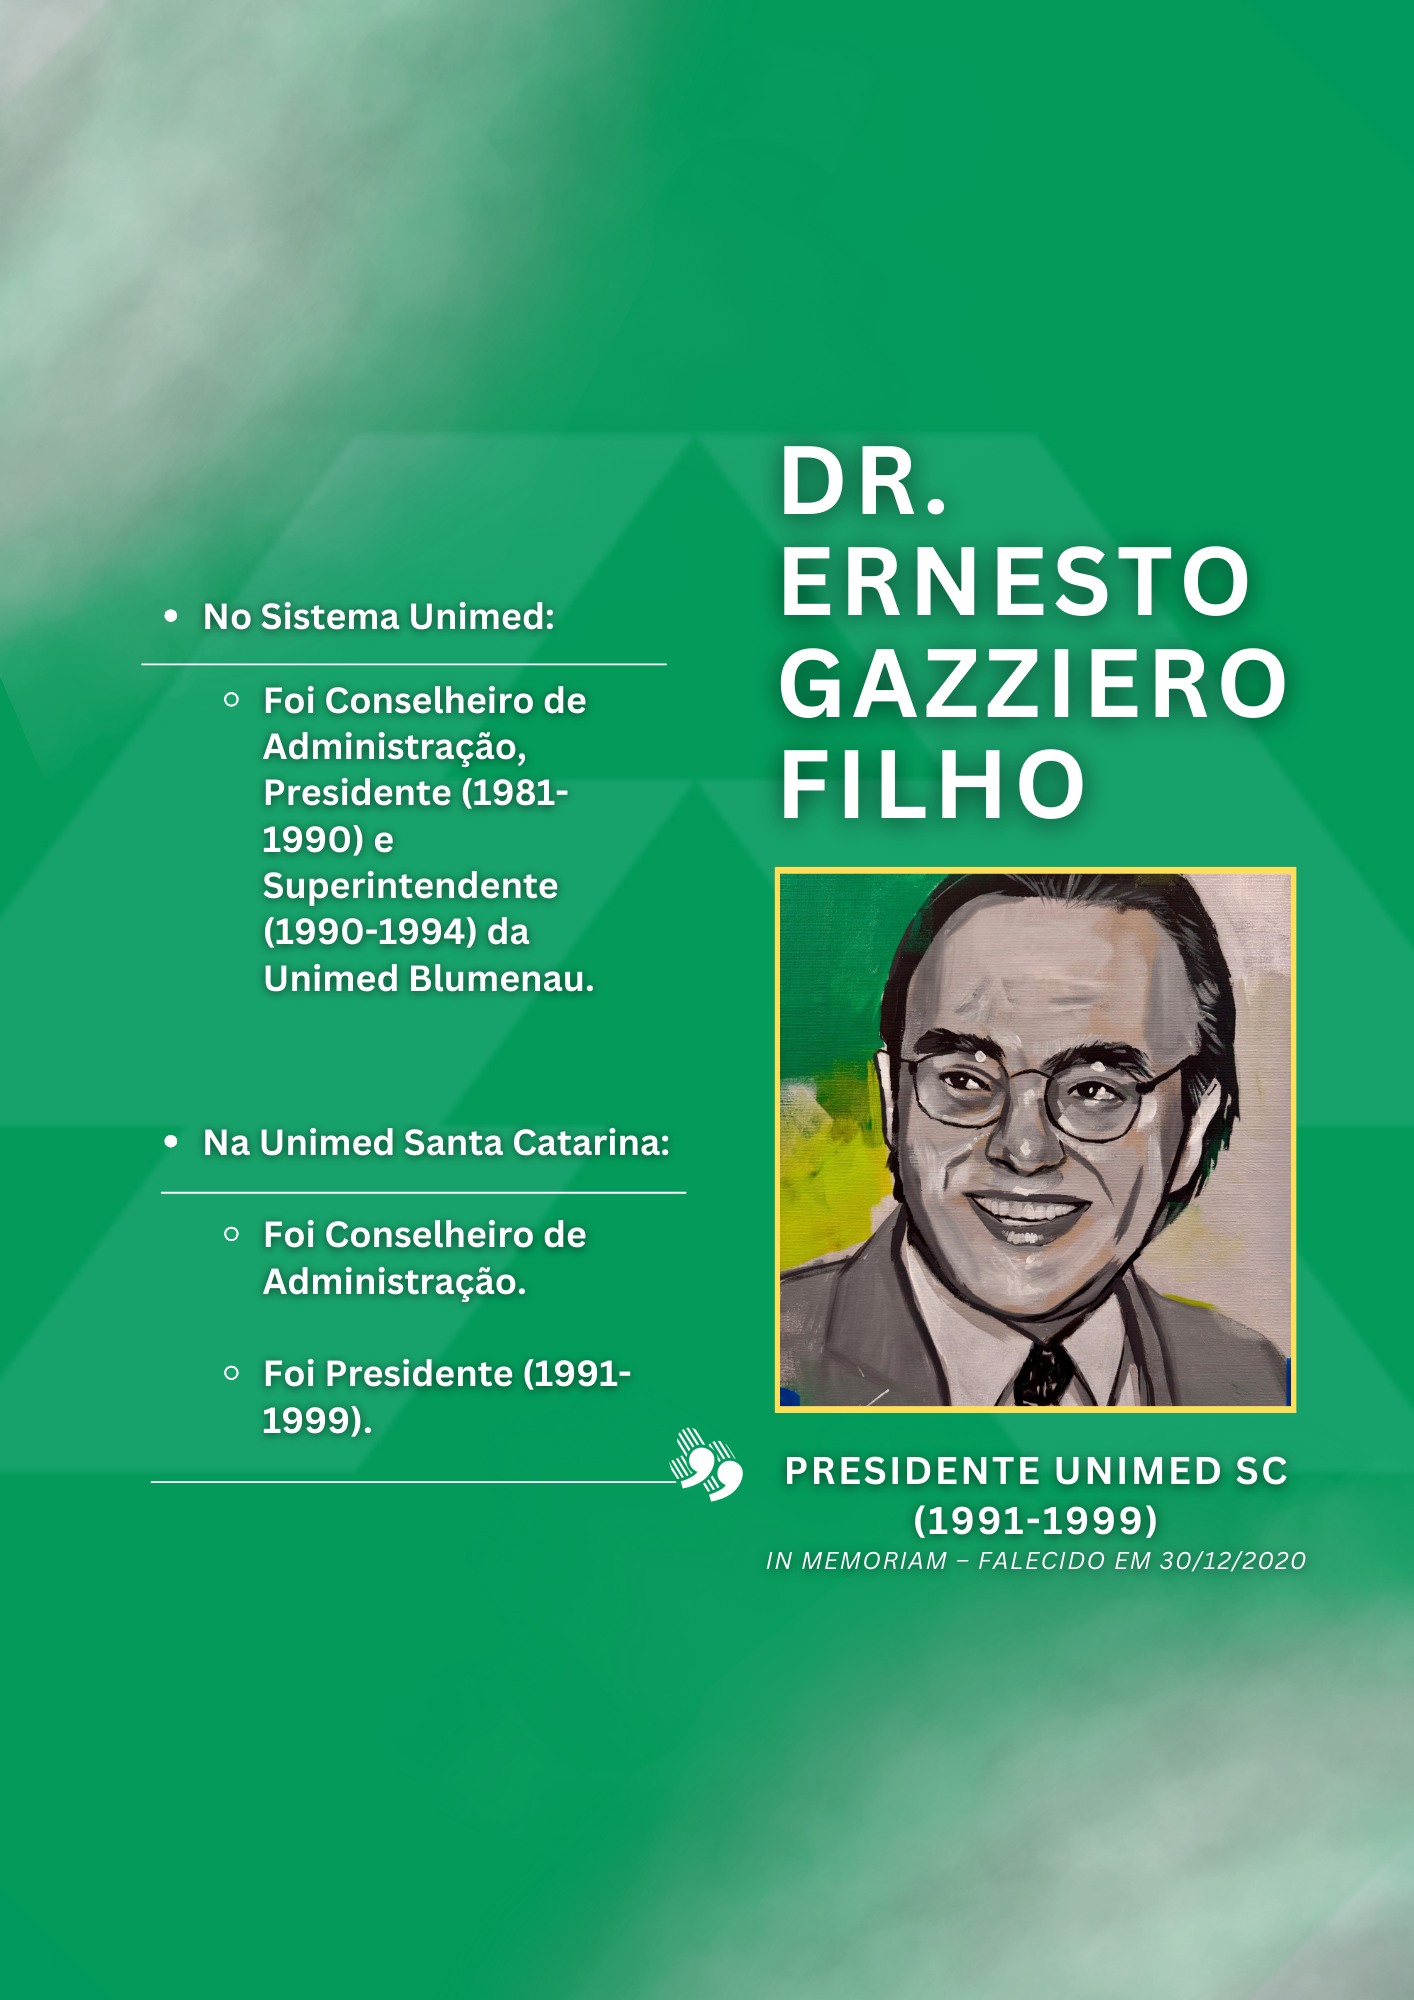 DR.
ERNESTO
GAZZIERO
FILHO
• No Sistema Unimed:
○ Foi Conselheiro de
Administração,
Presidente (1981-
1990) e
Superintendente
(1990-1994) da
Unimed Blumenau.
• Na Unimed Santa Catarina:
○ Foi Conselheiro de
Administração.
○ Foi Presidente (1991-
1999).
PRESIDENTE UNIMED SC
(1991-1999)
IN MEMORIAM – FALECIDO EM 30/12/2020